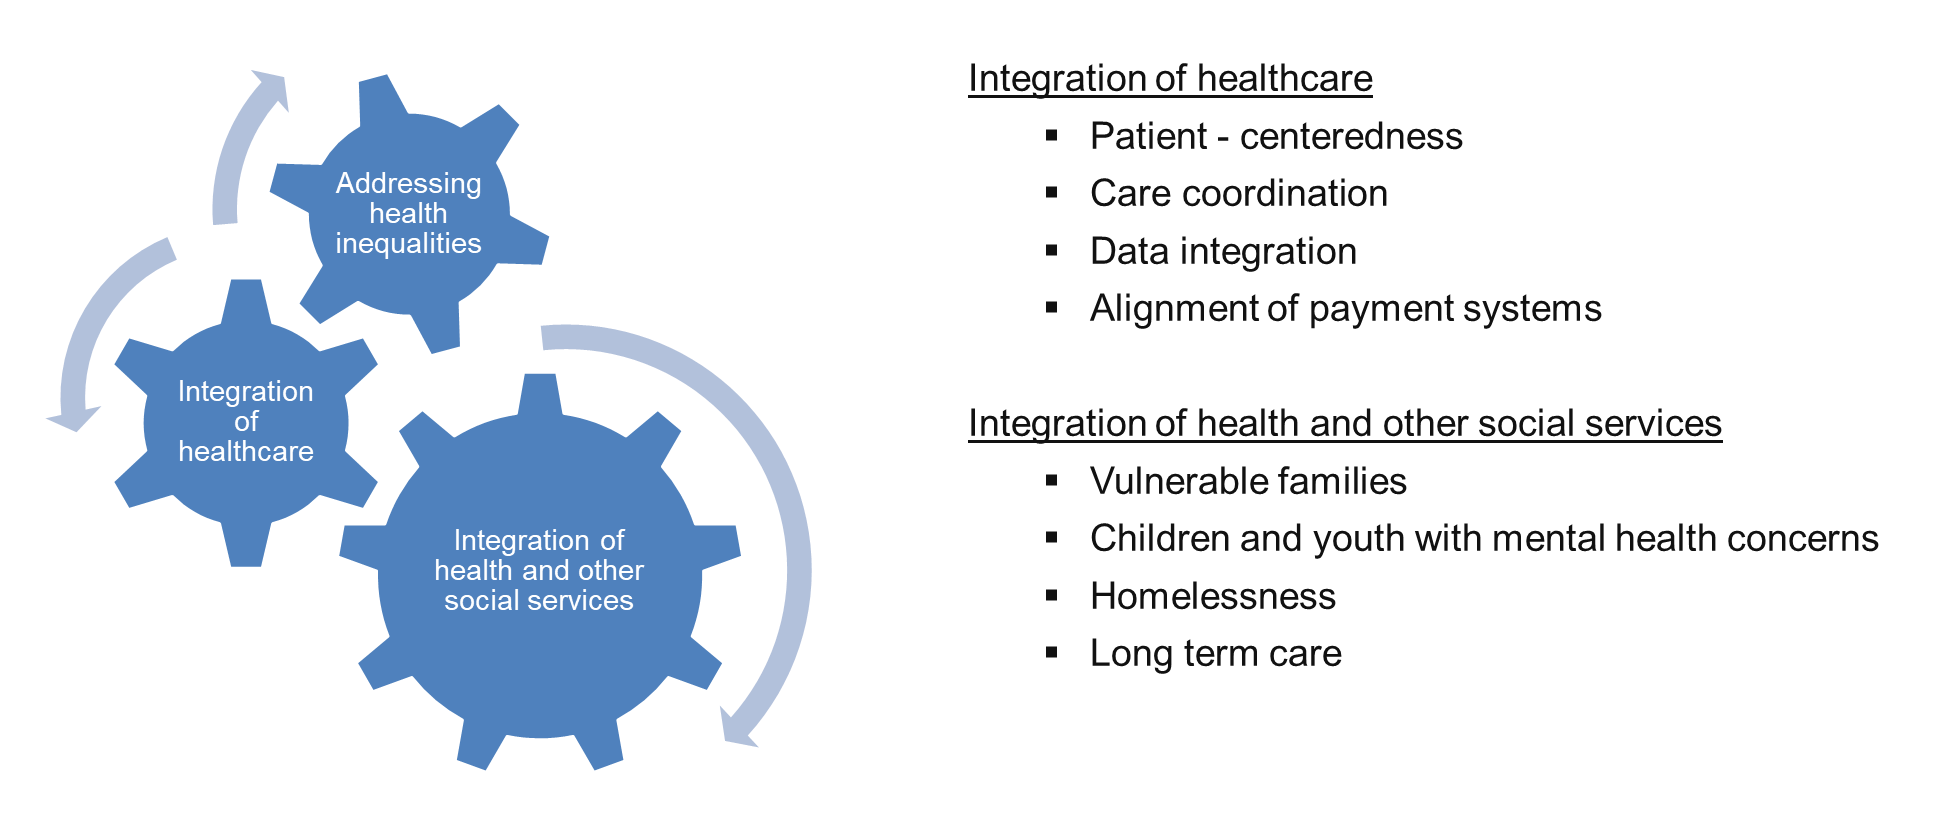 Addressing
health
inequalities
Integration
of
healthcare
Integration of
health and other
social services
Integration of healthcare
▪ Patient - centeredness
▪ Care coordination
▪ Data integration
▪ Alignment of payment systems
Integration of health and other social services
▪ Vulnerable families
▪ Children and youth with mental health concerns
▪ Homelessness
▪ Long term care